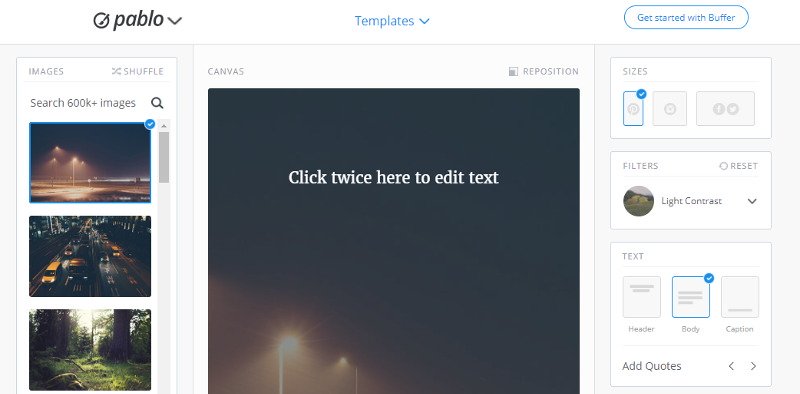 pablo
Templates
Get started with Buffer
IMAGES
SHUFFLE
Search 600k+ images
CANVAS
REPOSITION
Click twice here to edit text
SIZES
FILTERS
RESET
Light Contrast
TEXT
Header
Body
Caption
Add Quotes